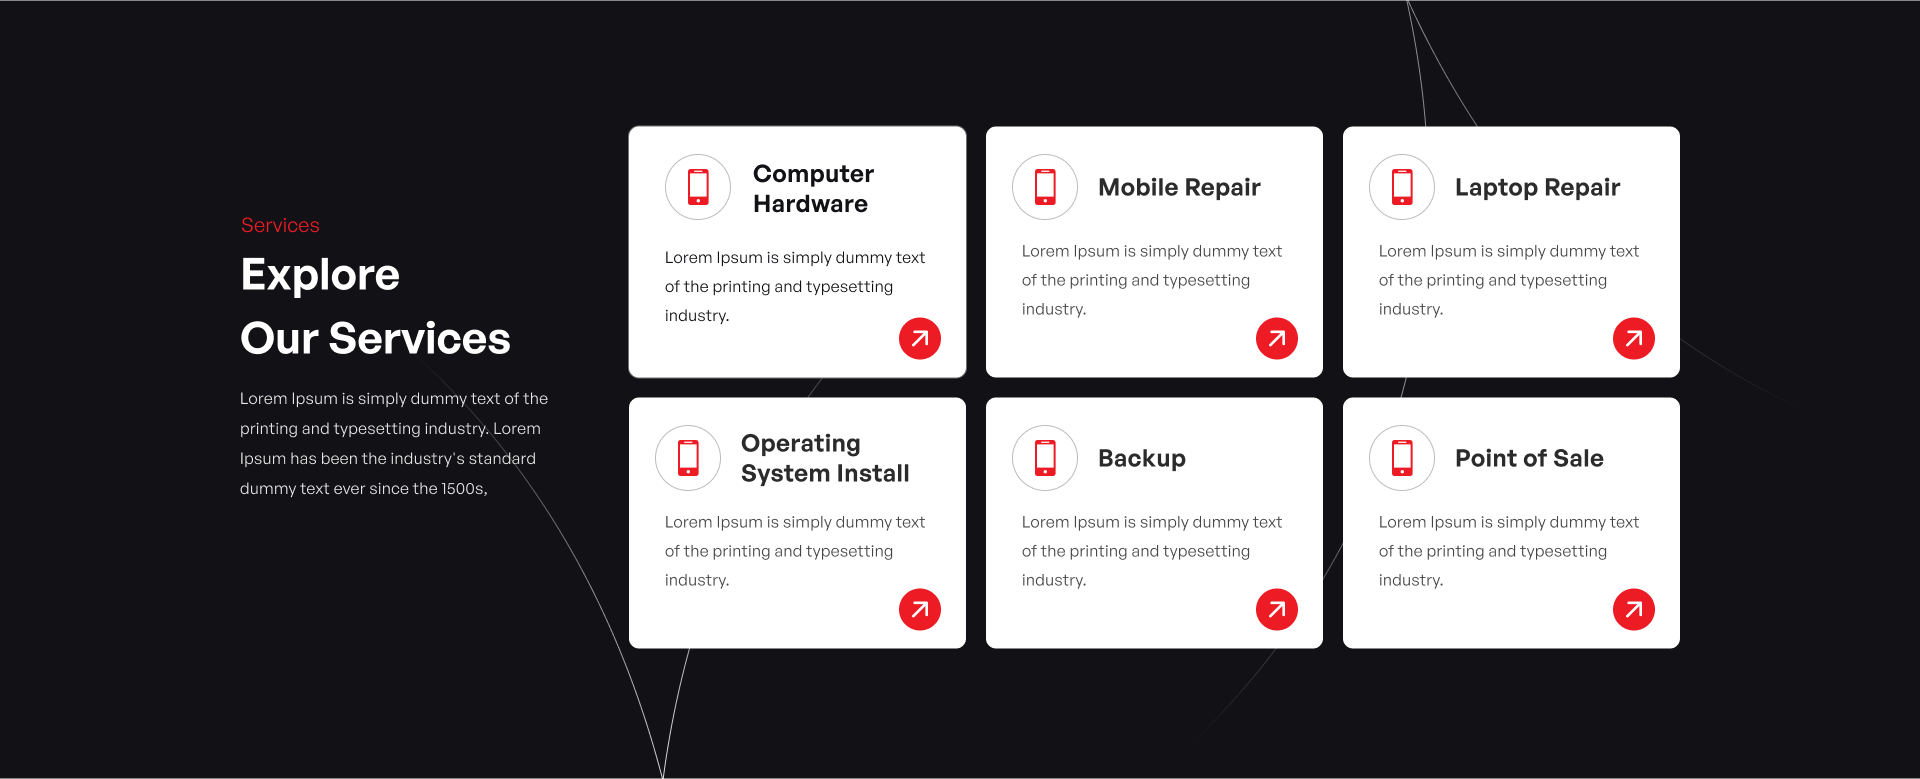 Services
Explore
Our Services
Lorem Ipsum is simply dummy text of the
printing and typesetting industry. Lorem
Ipsum has been the industry's standard
dummy text ever since the 1500s,
Computer
Hardware
Lorem Ipsum is simply dummy text
of the printing and typesetting
industry.
Mobile Repair
Lorem Ipsum is simply dummy text
of the printing and typesetting
industry.
Laptop Repair
Lorem Ipsum is simply dummy text
of the printing and typesetting
industry.
Operating
System Install
Lorem Ipsum is simply dummy text
of the printing and typesetting
industry.
Backup
Lorem Ipsum is simply dummy text
of the printing and typesetting
industry.
Point of Sale
Lorem Ipsum is simply dummy text
of the printing and typesetting
industry.